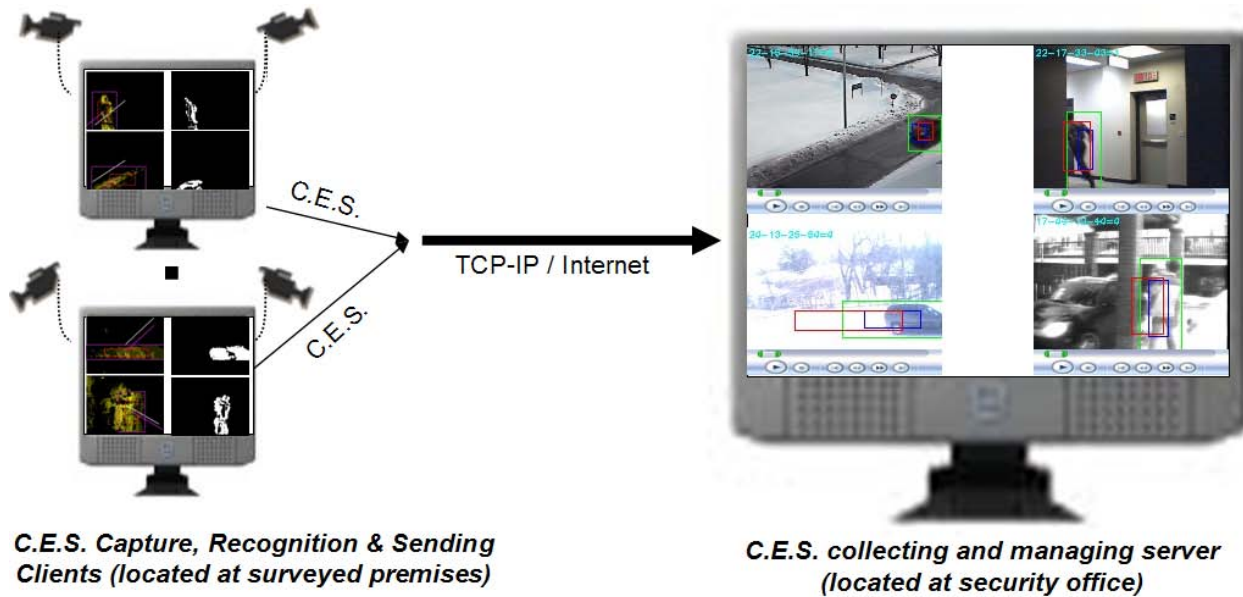 C.E.S.
C.E.S.
TCP-IP / Internet
C.E.S. Capture, Recognition & Sending
Clients (located at surveyed premises)
C.E.S. collecting and managing server
(located at security office)